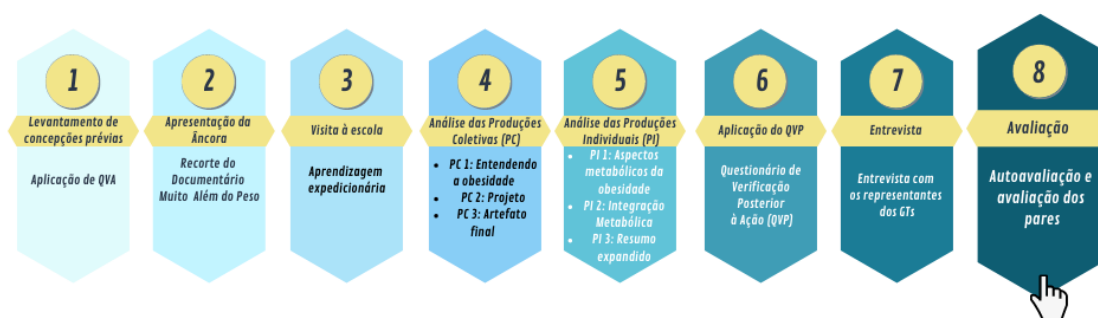 1
Levantamento de
concepções prévias
Aplicação de QVA
2
Apresentação da
Âncora
Recorte do
Documentário
Muito Além do Peso
3
Visita à escola
Aprendizagem
expedicionária
4
Análise das Produções
Coletivas (PC)
• PC 1: Entendendo
a obesidade
• PC 2: Projeto
• PC 3: Artefato
final
5
Análise das Produções
Individuais (PI)
• PI 1: Aspectos
metabólicos da
obesidade
• PI 2: Integração
Metabólica
• PI 3: Resumo
expandido
6
Aplicação do QVP
Questionário de
Verificação
Posterior
à Ação (QVP)
7
Entrevista
Entrevista com
os representantes
dos GTs
8
Avaliação
Autoavaliação e
avaliação dos
pares